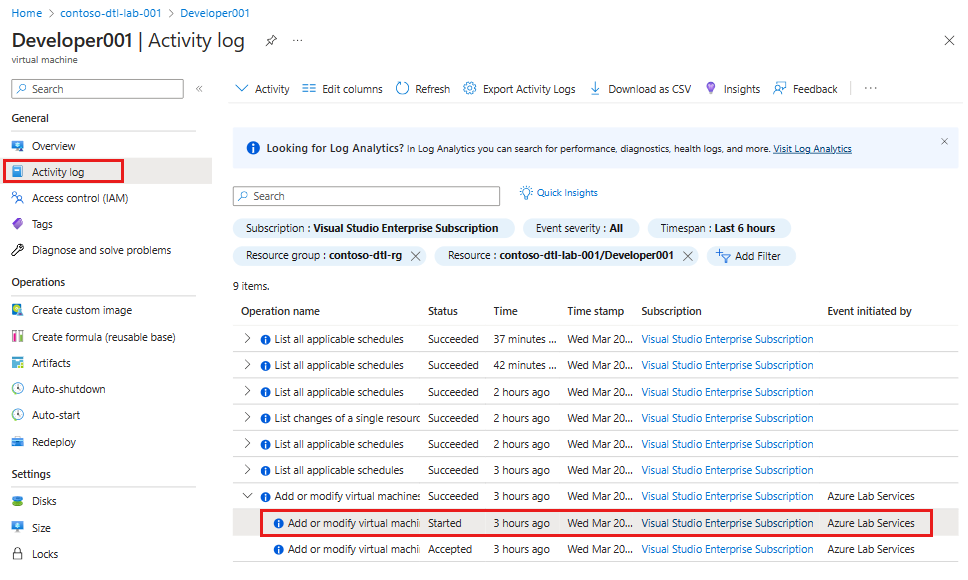 Home > contoso-dtl-lab-001 > Developer001
Developer001 | Activity log
virtual machine
Search
Activity Edit columns Refresh Export Activity Logs Download as CSV Insights Feedback
General
Overview
Activity log
Access control (IAM)
Tags
Diagnose and solve problems
Operations
Create custom image
Create formula (reusable base)
Artifacts
Auto-shutdown
Auto-start
Redeploy
Settings
Disks
Size
Locks
Looking for Log Analytics? In Log Analytics you can search for performance, diagnostics, health logs, and more. Visit Log Analytics
Search
Quick Insights
Subscription : Visual Studio Enterprise Subscription Event severity : All Timespan : Last 6 hours
Resource group : contoso-dtl-rg Resource : contoso-dtl-lab-001/Developer001 Add Filter
9 items.
Operation name Status Time Time stamp Subscription Event initiated by
List all applicable schedules Succeeded 37 minutes ... Wed Mar 20... Visual Studio Enterprise Subscription
List all applicable schedules Succeeded 42 minutes ... Wed Mar 20... Visual Studio Enterprise Subscription
List all applicable schedules Succeeded 2 hours ago Wed Mar 20... Visual Studio Enterprise Subscription
List changes of a single resourc Succeeded 2 hours ago Wed Mar 20... Visual Studio Enterprise Subscription
List all applicable schedules Succeeded 2 hours ago Wed Mar 20... Visual Studio Enterprise Subscription
List all applicable schedules Succeeded 3 hours ago Wed Mar 20... Visual Studio Enterprise Subscription
Add or modify virtual machines Succeeded 3 hours ago Wed Mar 20... Visual Studio Enterprise Subscription Azure Lab Services
Add or modify virtual machi Started 3 hours ago Wed Mar 20... Visual Studio Enterprise Subscription Azure Lab Services
Add or modify virtual machi Accepted 3 hours ago Wed Mar 20... Visual Studio Enterprise Subscription Azure Lab Services